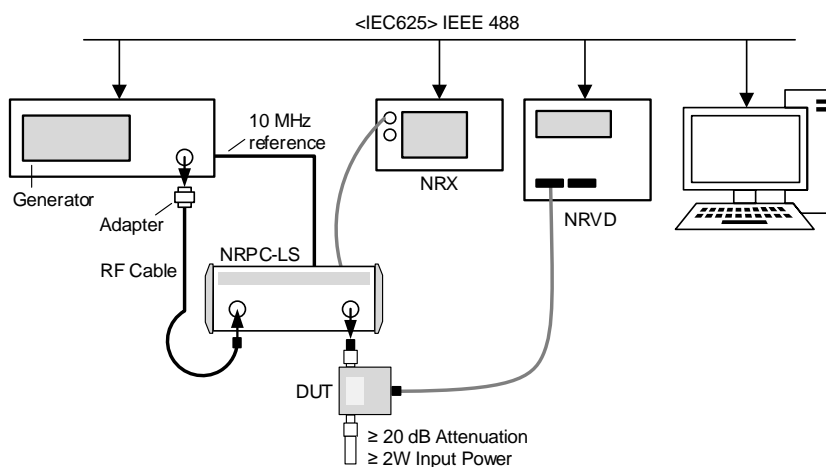 <IEC625> IEEE 488
10 MHz
reference
Generator
Adapter
NRX
NRVD
NRPC-LS
RF Cable
DUT
≥ 20 dB Attenuation
≥ 2W Input Power